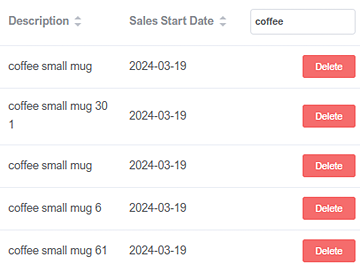 Description Sales Start Date coffee
coffee small mug 2024-03-19 Delete
coffee small mug 30 2024-03-19 Delete
1
coffee small mug 2024-03-19 Delete
coffee small mug 6 2024-03-19 Delete
coffee small mug 61 2024-03-19 Delete